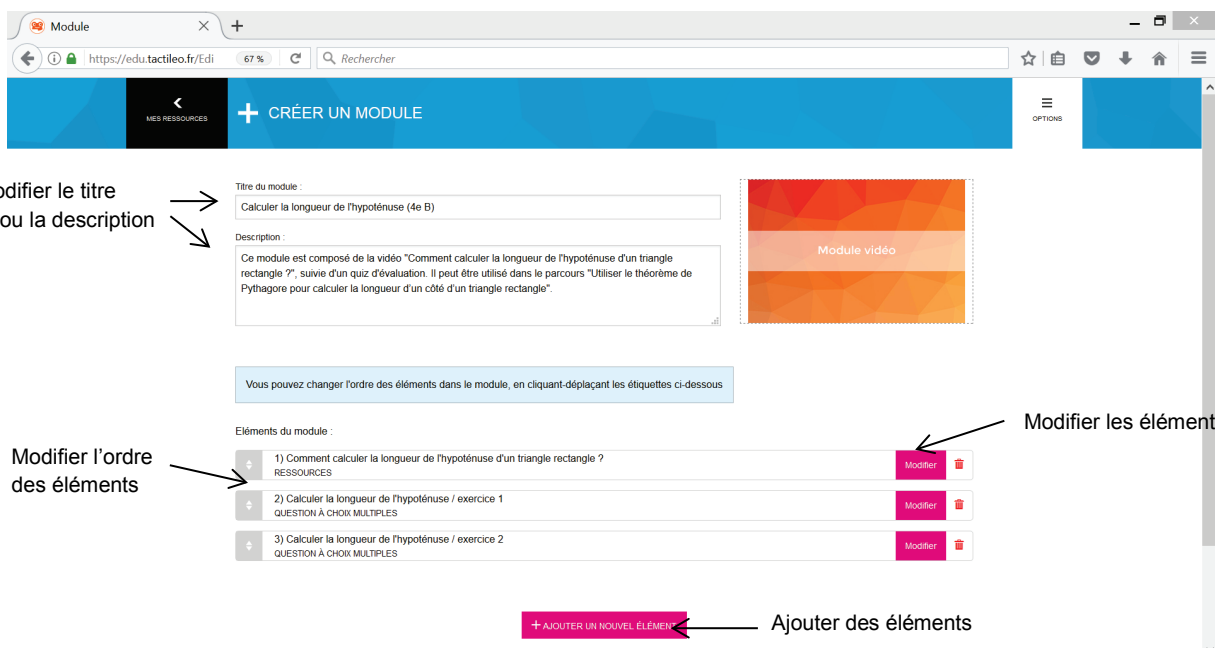 Module
https://edu.tactileo.fr/Edi
67 %
Rechercher
MES RESSOURCES
CRÉER UN MODULE
OPTIONS
odifier le titre
ou la description
Titre du module :
Calculer la longueur de l'hypoténuse (4e B)
Description :
Ce module est composé de la vidéo "Comment calculer la longueur de l'hypoténuse d'un triangle
rectangle ?", suivie d'un quiz d'évaluation. Il peut être utilisé dans le parcours "Utiliser le théorème de
Pythagore pour calculer la longueur d'un côté d'un triangle rectangle".
Module vidéo
Vous pouvez changer l'ordre des éléments dans le module, en cliquant-déplaçant les étiquettes ci-dessous
Modifier les élément
Eléments du module :
Modifier l'ordre
des éléments
1) Comment calculer la longueur de l'hypoténuse d'un triangle rectangle ?
RESSOURCES
Modifier
2) Calculer la longueur de l'hypoténuse / exercice 1
QUESTION À CHOIX MULTIPLES
Modifier
3) Calculer la longueur de l'hypoténuse / exercice 2
QUESTION À CHOIX MULTIPLES
Modifier
+ AJOUTER UN NOUVEL ÉLÉMENT
Ajouter des éléments